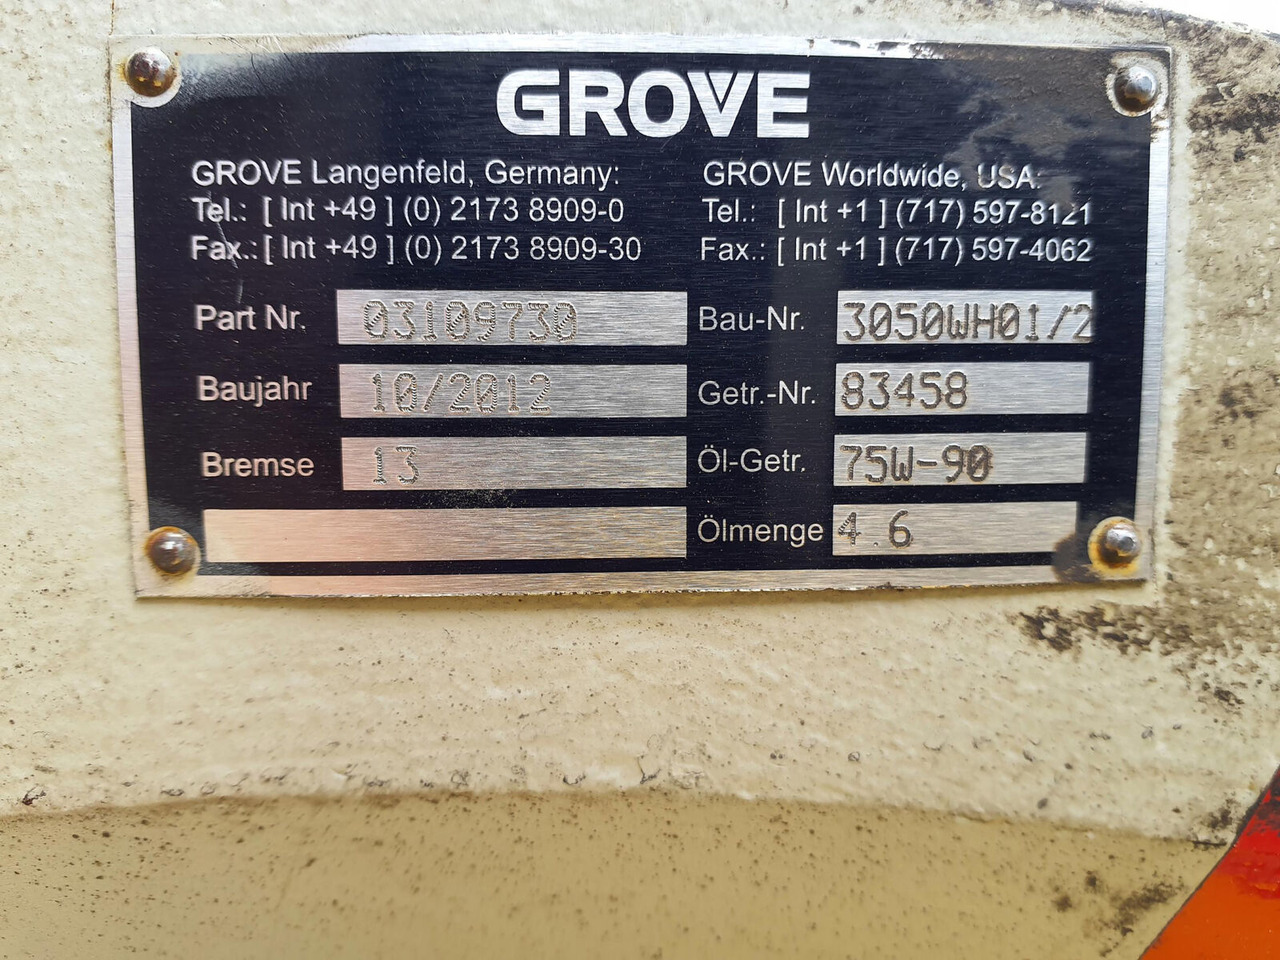 GROVE
GROVE Langenfeld, Germany:
Tel.: [ Int +49 ] (0) 2173 8909-0
Fax.: [ Int +49 ] (0) 2173 8909-30
GROVE Worldwide, USA:
Tel.: [ Int +1 ] (717) 597-8121
Fax.: [ Int +1 ] (717) 597-4062
Part Nr. 03109730
Bau-Nr. 3050WH01/2
Baujahr 10/2012
Getr.-Nr. 83458
Bremse 13
Öl-Getr. 75W-90
Ölmenge 4.6